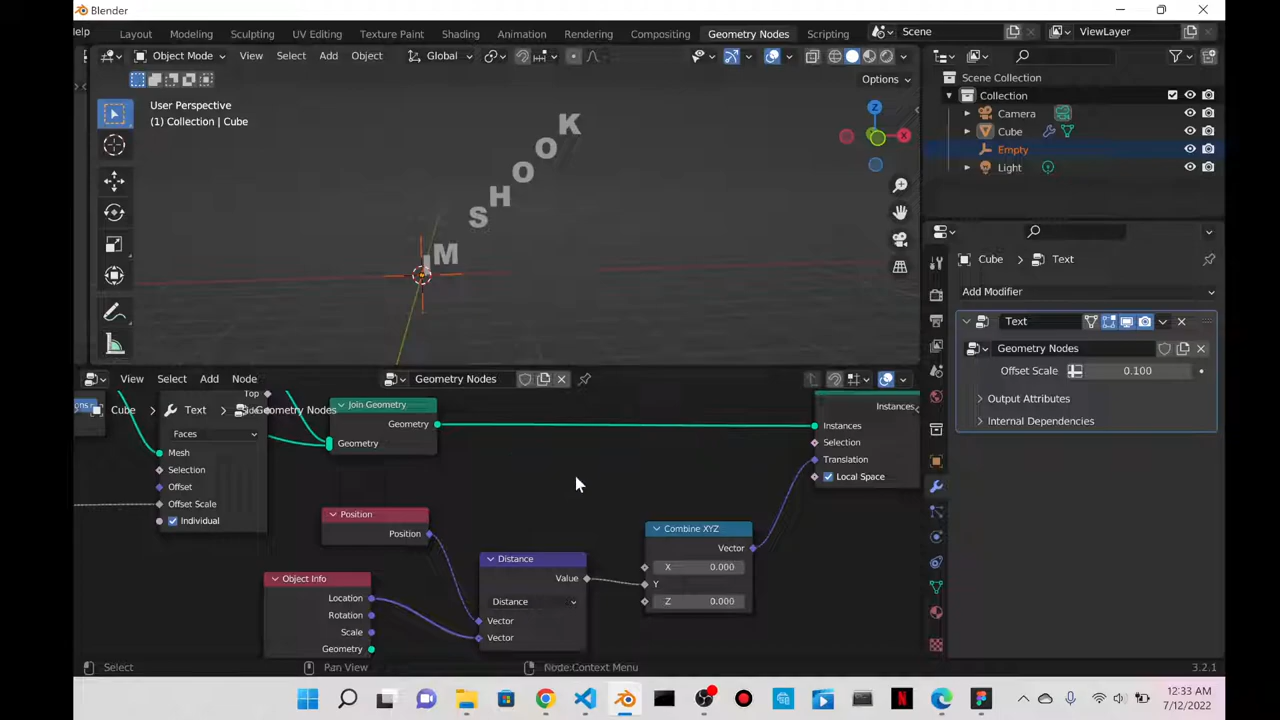 Blender
Help
Layout
Modeling
Sculpting
UV Editing
Texture Paint
Shading
Animation
Rendering
Compositing
Geometry Nodes
Scripting
Scene
ViewLayer
Object Mode
View
Select
Add
Object
Global
Options
User Perspective
(1) Collection | Cube
IM SHOOK
X
Scene Collection
Collection
Camera
Cube
Empty
Light
Cube
Text
Add Modifier
Text
Geometry Nodes
Offset Scale
0.100
Output Attributes
Internal Dependencies
View
Select
Add
Node
Geometry Nodes
Cube
Text
Geometry Nodes
Top
Faces
Mesh
Selection
Offset
Offset Scale
Individual
Join Geometry
Geometry
Geometry
Position
Position
Object Info
Location
Rotation
Scale
Geometry
Distance
Value
Distance
Vector
Vector
Combine XYZ
Vector
X 0.000
Y
Z 0.000
Instances
Instances
Selection
Translation
Local Space
Select
Pan View
Node Context Menu
3.2.1
12:33 AM
7/12/2022